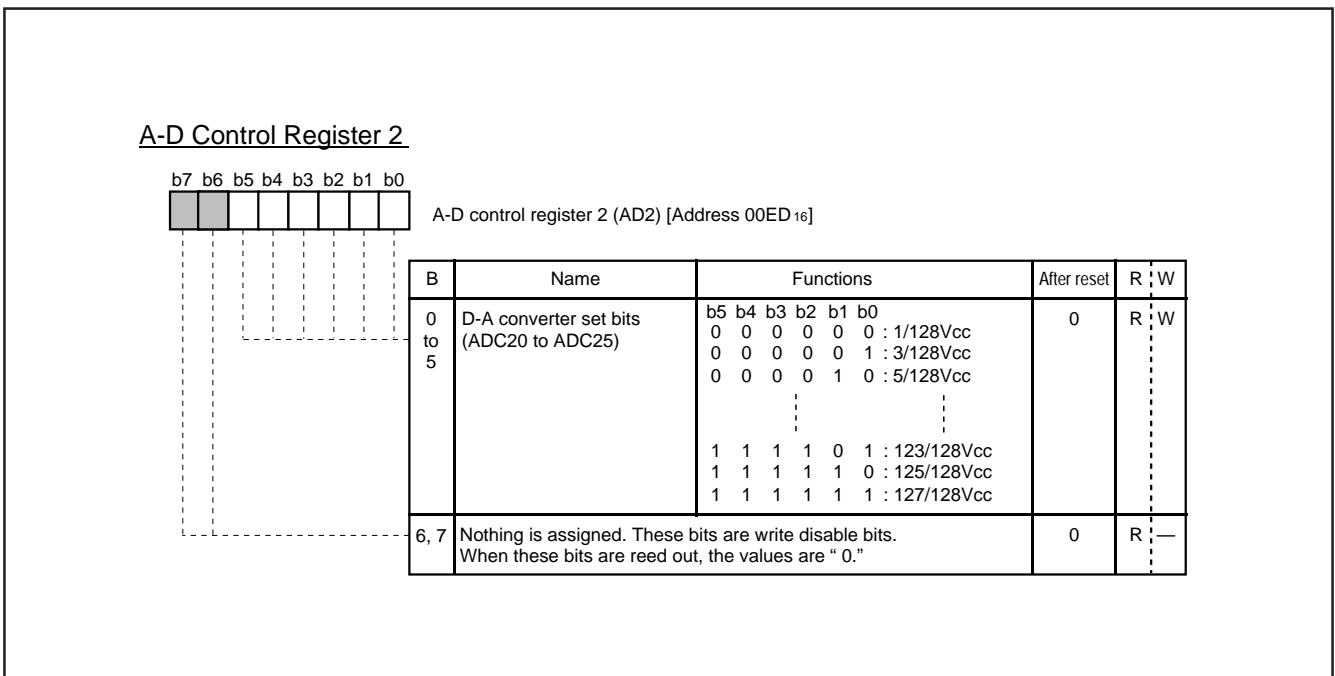 A-D Control Register 2
b7 b6 b5 b4 b3 b2 b1 b0
A-D control register 2 (AD2) [Address 00ED 16]
B Name Functions After reset R W
0 to 5 D-A converter set bits (ADC20 to ADC25) 0 R W
b5 b4 b3 b2 b1 b0
0 0 0 0 0 0 : 1/128Vcc
0 0 0 0 0 1 : 3/128Vcc
0 0 0 0 1 0 : 5/128Vcc
1 1 1 1 0 1 : 123/128Vcc
1 1 1 1 1 0 : 125/128Vcc
1 1 1 1 1 1 : 127/128Vcc
6, 7 Nothing is assigned. These bits are write disable bits. 0 R —
When these bits are reed out, the values are “ 0.”